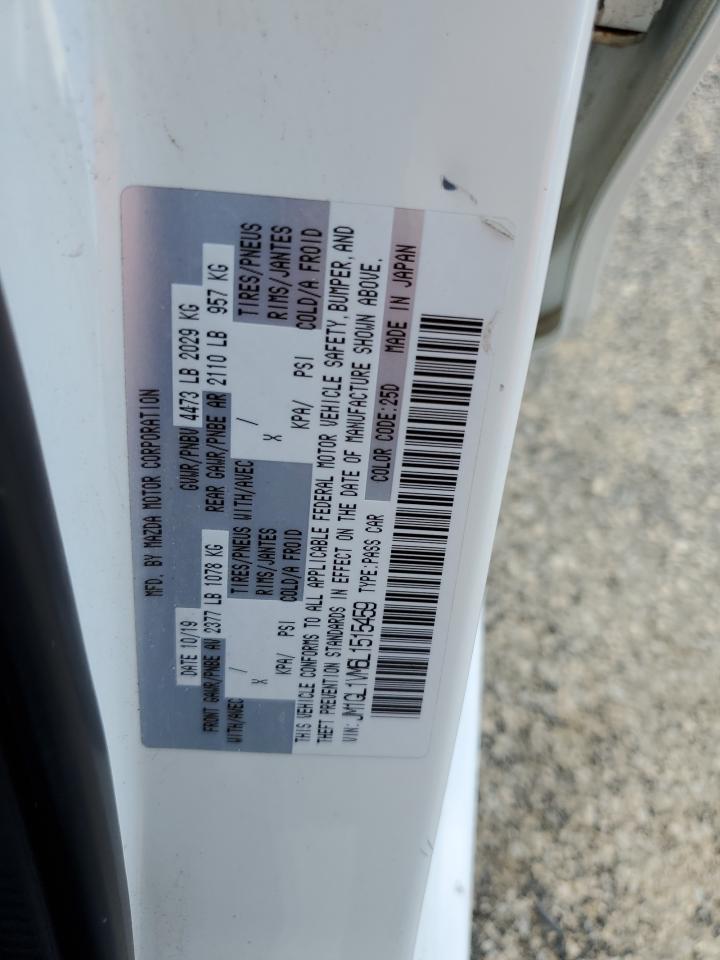 MFD. BY MAZDA MOTOR CORPORATION
DATE 10/19 GVWR/PNBV 4473 LB 2029 KG
FRONT GAWR/PNBE AV 2377 LB 1078 KG REAR GAWR/PNBE AR 2110 LB 957 KG
WITH/AVEC / TIRES/PNEUS WITH/AVEC / TIRES/PNEUS
X RIMS/JANTES X RIMS/JANTES
KPA/ PSI COLD/A FROID KPA/ PSI COLD/A FROID
THIS VEHICLE CONFORMS TO ALL APPLICABLE FEDERAL MOTOR VEHICLE SAFETY, BUMPER, AND
THEFT PREVENTION STANDARDS IN EFFECT ON THE DATE OF MANUFACTURE SHOWN ABOVE.
VIN: JM1GL1WM6L1515459 TYPE:PASS CAR COLOR CODE:25D MADE IN JAPAN